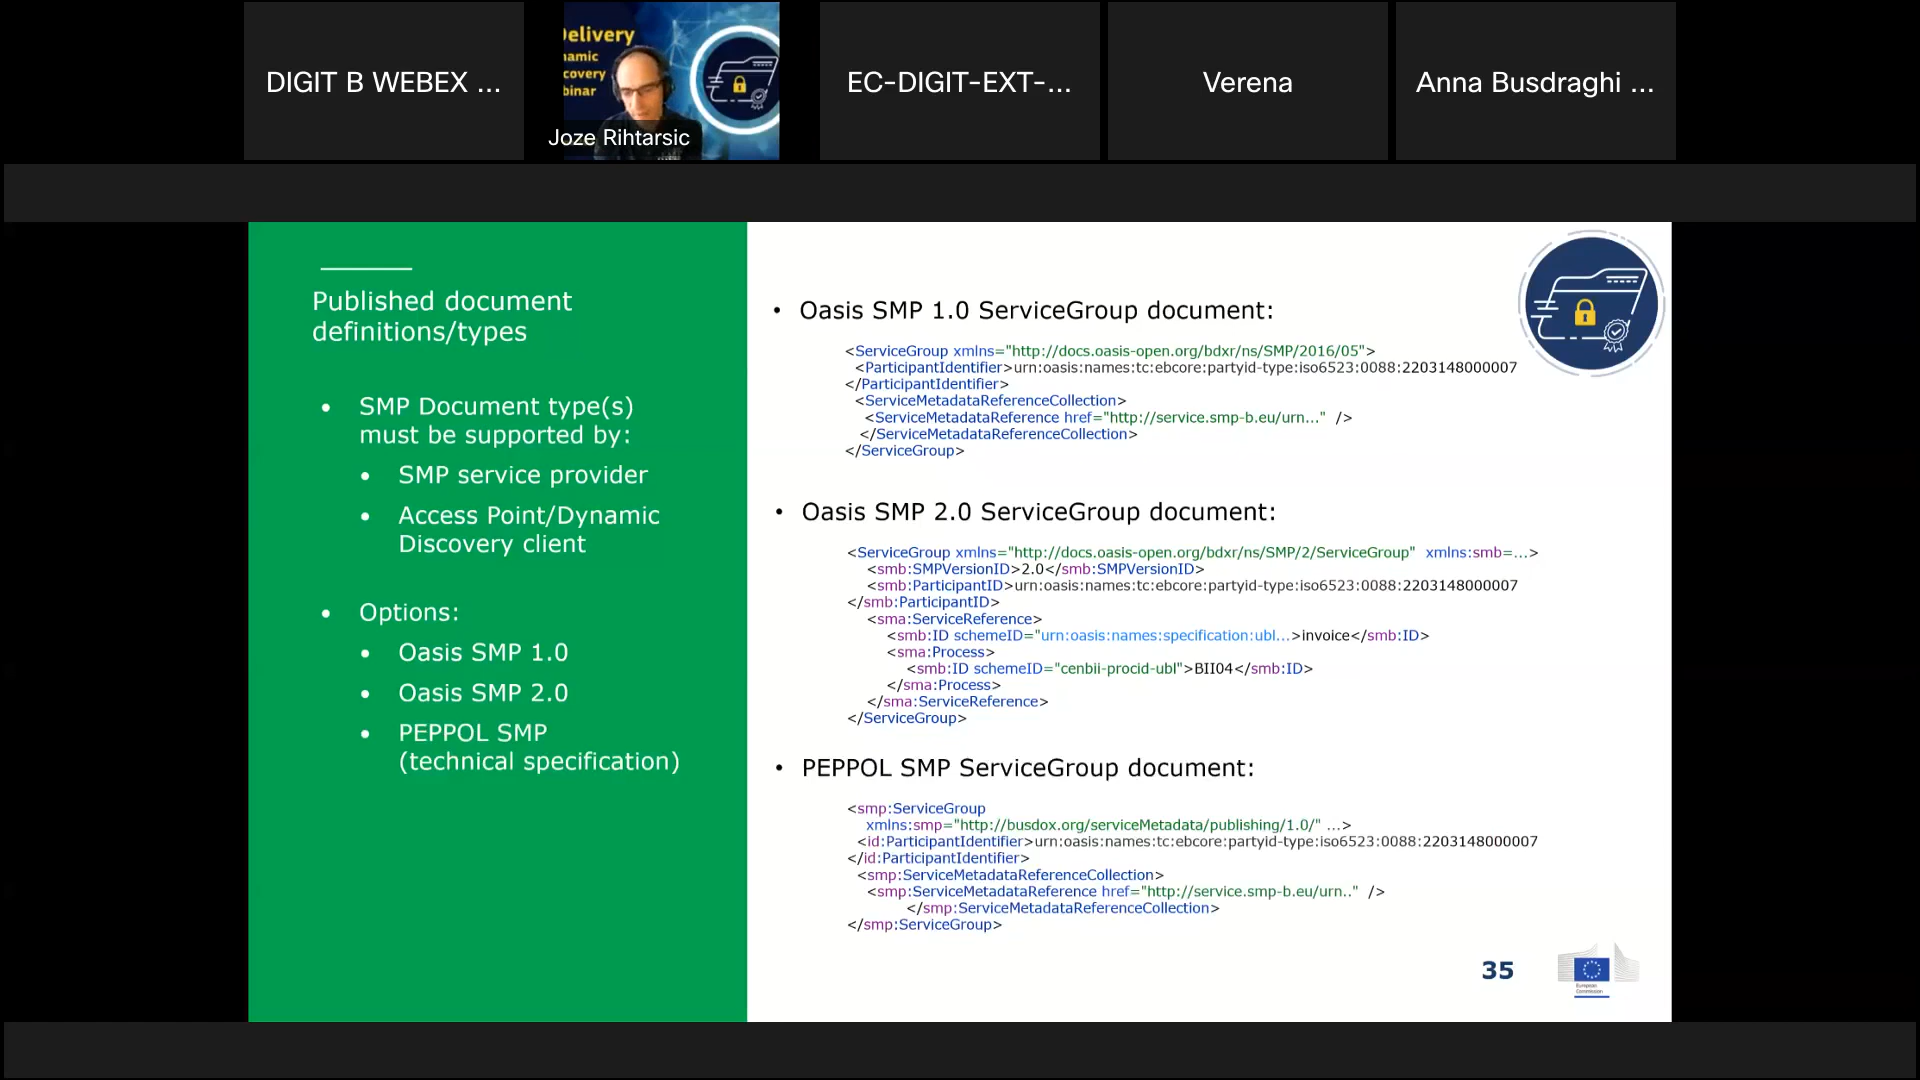 DIGIT B WEBEX ...
Delivery
namic
covery
binar
Joze Rihtarsic
EC-DIGIT-EXT-...
Verena
Anna Busdraghi ...
Published document
definitions/types
• SMP Document type(s)
must be supported by:
• SMP service provider
• Access Point/Dynamic
Discovery client
• Options:
• Oasis SMP 1.0
• Oasis SMP 2.0
• PEPPOL SMP
(technical specification)
• Oasis SMP 1.0 ServiceGroup document:
<ServiceGroup xmlns="http://docs.oasis-open.org/bdxr/ns/SMP/2016/05">
<ParticipantIdentifier>urn:oasis:names:tc:ebcore:partyid-type:iso6523:0088:2203148000007
</ParticipantIdentifier>
<ServiceMetadataReferenceCollection>
<ServiceMetadataReference href="http://service.smp-b.eu/urn..." />
</ServiceMetadataReferenceCollection>
</ServiceGroup>
• Oasis SMP 2.0 ServiceGroup document:
<ServiceGroup xmlns="http://docs.oasis-open.org/bdxr/ns/SMP/2/ServiceGroup" xmlns:smb=...>
<smb:SMPVersionID>2.0</smb:SMPVersionID>
<smb:ParticipantID>urn:oasis:names:tc:ebcore:partyid-type:iso6523:0088:2203148000007
</smb:ParticipantID>
<sma:ServiceReference>
<smb:ID schemeID="urn:oasis:names:specification:ubl...>invoice</smb:ID>
<sma:Process>
<smb:ID schemeID="cenbii-procid-ubl">BII04</smb:ID>
</sma:Process>
</sma:ServiceReference>
</ServiceGroup>
• PEPPOL SMP ServiceGroup document:
<smp:ServiceGroup
xmlns:smp="http://busdox.org/serviceMetadata/publishing/1.0/" ...>
<id:ParticipantIdentifier>urn:oasis:names:tc:ebcore:partyid-type:iso6523:0088:2203148000007
</id:ParticipantIdentifier>
<smp:ServiceMetadataReferenceCollection>
<smp:ServiceMetadataReference href="http://service.smp-b.eu/urn.." />
</smp:ServiceMetadataReferenceCollection>
</smp:ServiceGroup>
35
European
Commission